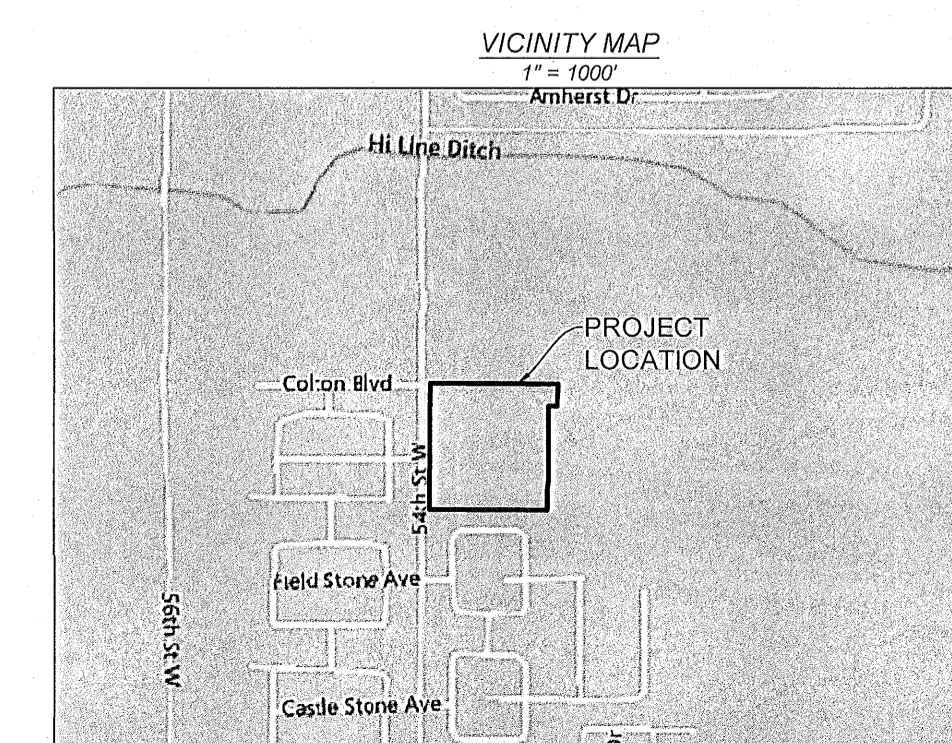 VICINITY MAP
1" = 1000'
Amherst Dr
Hi Line Ditch
PROJECT
LOCATION
Colton Blvd
54th St W
Field Stone Ave
56th St W
Castle Stone Ave